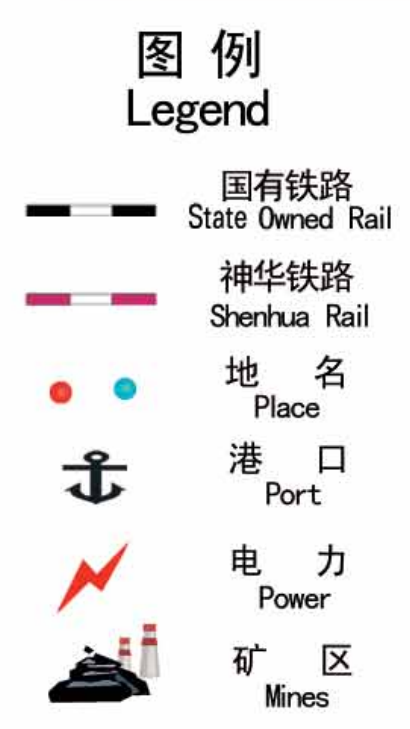 图 例
Legend
国有铁路
State Owned Rail
神华铁路
Shenhua Rail
地 名
Place
港 口
Port
电 力
Power
矿 区
Mines